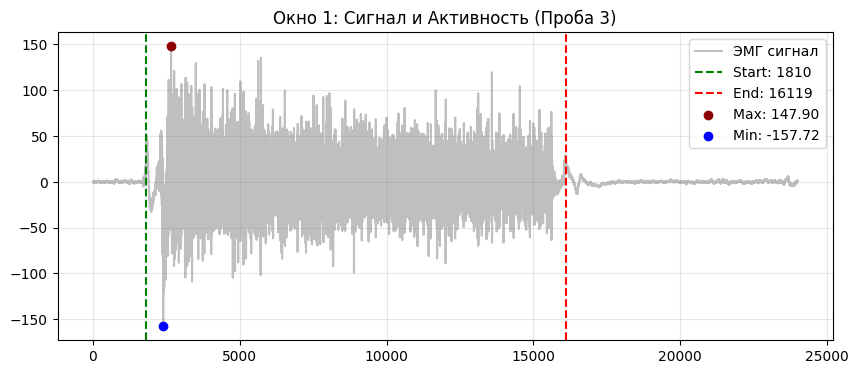 Окно 1: Сигнал и Активность (Проба 3)
150
100
50
0
−50
−100
−150
0
5000
10000
15000
20000
25000
ЭМГ сигнал
Start: 1810
End: 16119
Max: 147.90
Min: -157.72